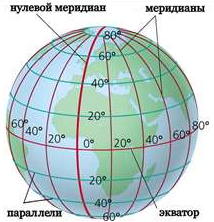 нулевой меридиан
меридианы
80°
60°
40°
20°
60° 40° 20° 0° 20° 40° 60° 80°
20°
40°
60°
параллели
экватор